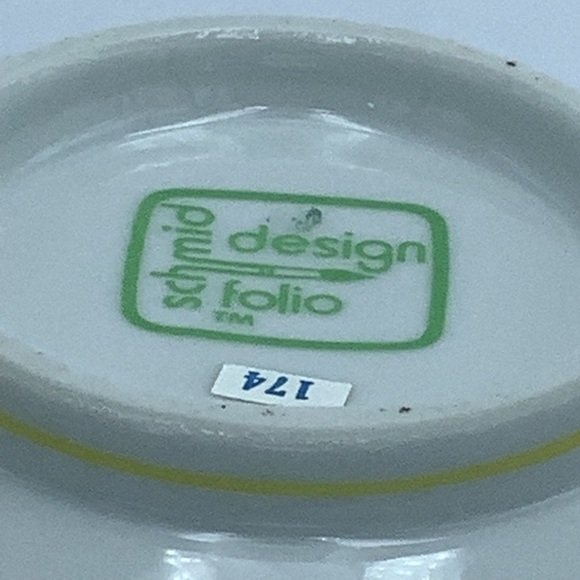 schmid
design
folio
TM
174